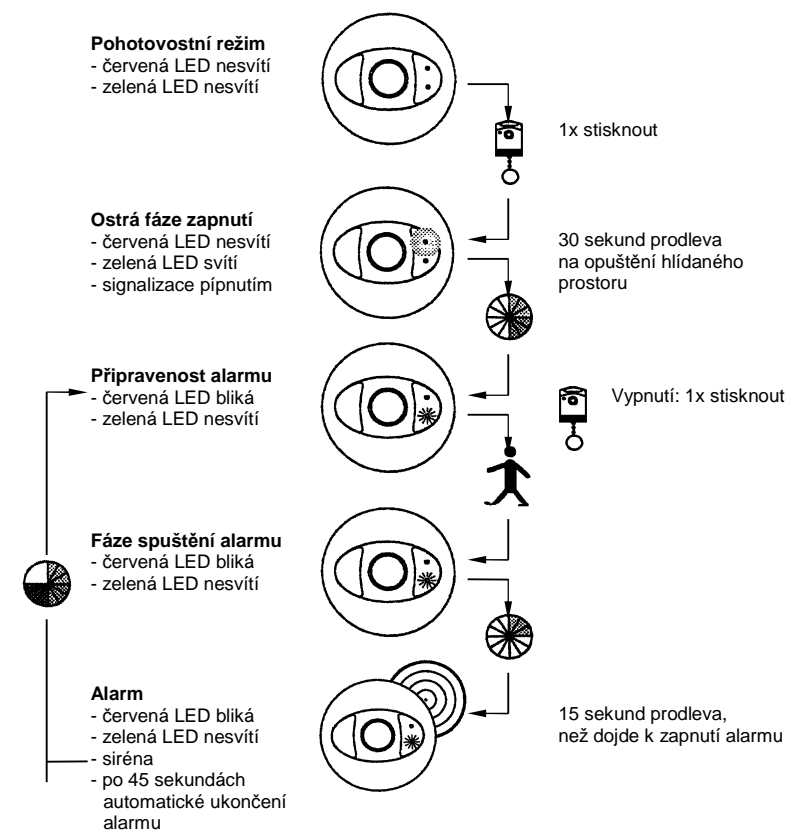 Pohotovostní režim
- červená LED nesvítí
- zelená LED nesvítí
1x stisknout
Ostrá fáze zapnutí
- červená LED nesvítí
- zelená LED svítí
- signalizace pípnutím
30 sekund prodleva
na opuštění hlídaného
prostoru
Připravenost alarmu
- červená LED bliká
- zelená LED nesvítí
Vypnutí: 1x stisknout
Fáze spuštění alarmu
- červená LED bliká
- zelená LED nesvítí
Alarm
- červená LED bliká
- zelená LED nesvítí
- siréna
- po 45 sekundách
automatické ukončení
alarmu
15 sekund prodleva,
než dojde k zapnutí alarmu